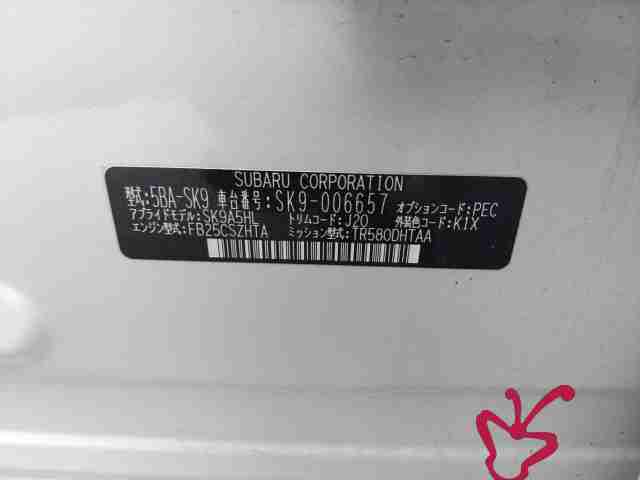 SUBARU CORPORATION
型式:5BA-SK9 車台番号:SK9-006657 オプションコード:PEC
アプライドモデル:SK9A5HL トリムコード:J20 外装色コード:K1X
エンジン型式:FB25CSZHTA ミッション型式:TR580DHTAA